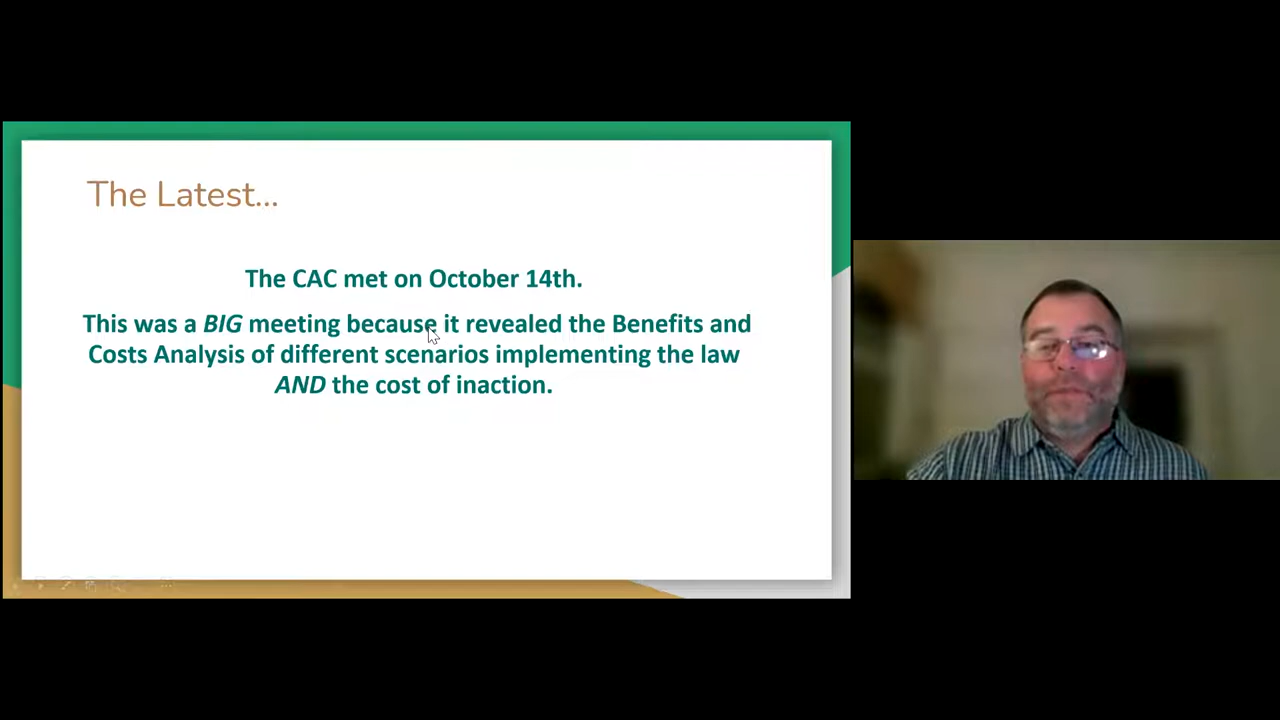 The Latest...
The CAC met on October 14th.
This was a BIG meeting because it revealed the Benefits and
Costs Analysis of different scenarios implementing the law
AND the cost of inaction.